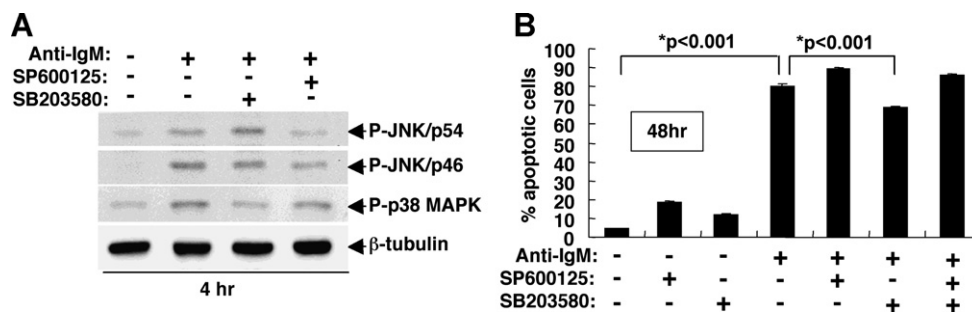 A
Anti-IgM: - + + +
SP600125: - - - +
SB203580: - - + -
P-JNK/p54
P-JNK/p46
P-p38 MAPK
β-tubulin
4 hr
B
*p<0.001 *p<0.001
48hr
% apoptotic cells
100
90
80
70
60
50
40
30
20
10
0
Anti-IgM: - - - + + + +
SP600125: - + - - + - +
SB203580: - - + - - + +